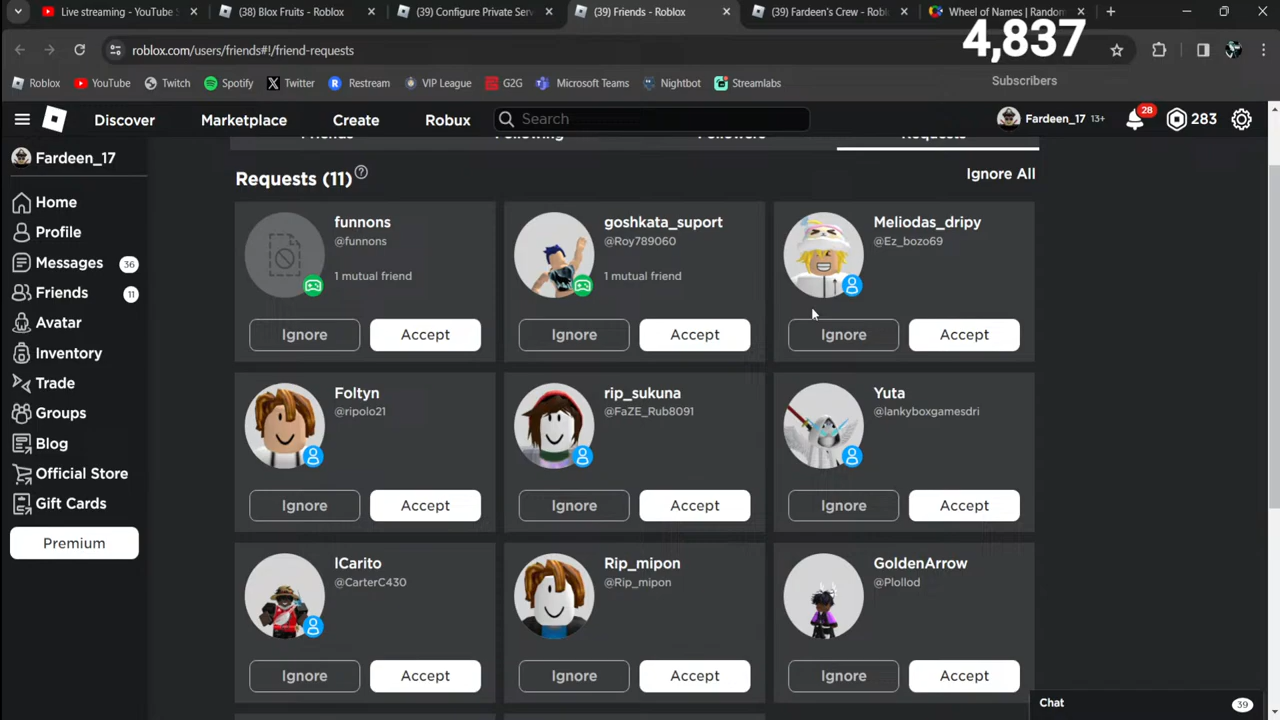 Live streaming - YouTube S
(38) Blox Fruits - Roblox
(39) Configure Private Serv
(39) Friends - Roblox
(39) Fardeen's Crew - Robl
Wheel of Names | Random
roblox.com/users/friends#!/friend-requests
4,837
Subscribers
Roblox
YouTube
Twitch
Spotify
Twitter
Restream
VIP League
G2G
Microsoft Teams
Nightbot
Streamlabs
Discover
Marketplace
Create
Robux
Search
Fardeen_17 13+
28
283
Fardeen_17
Home
Profile
Messages 36
Friends 11
Avatar
Inventory
Trade
Groups
Blog
Official Store
Gift Cards
Premium
Friends
Following
Followers
Requests
Requests (11)
Ignore All
funnons
@funnons
1 mutual friend
Ignore
Accept
goshkata_suport
@Roy789060
1 mutual friend
Ignore
Accept
Meliodas_dripy
@Ez_bozo69
Ignore
Accept
Foltyn
@ripolo21
Ignore
Accept
rip_sukuna
@FaZE_Rub8091
Ignore
Accept
Yuta
@lankyboxgamesdri
Ignore
Accept
lCarito
@CarterC430
Ignore
Accept
Rip_mipon
@Rip_mipon
Ignore
Accept
GoldenArrow
@Plollod
Ignore
Accept
Chat
39